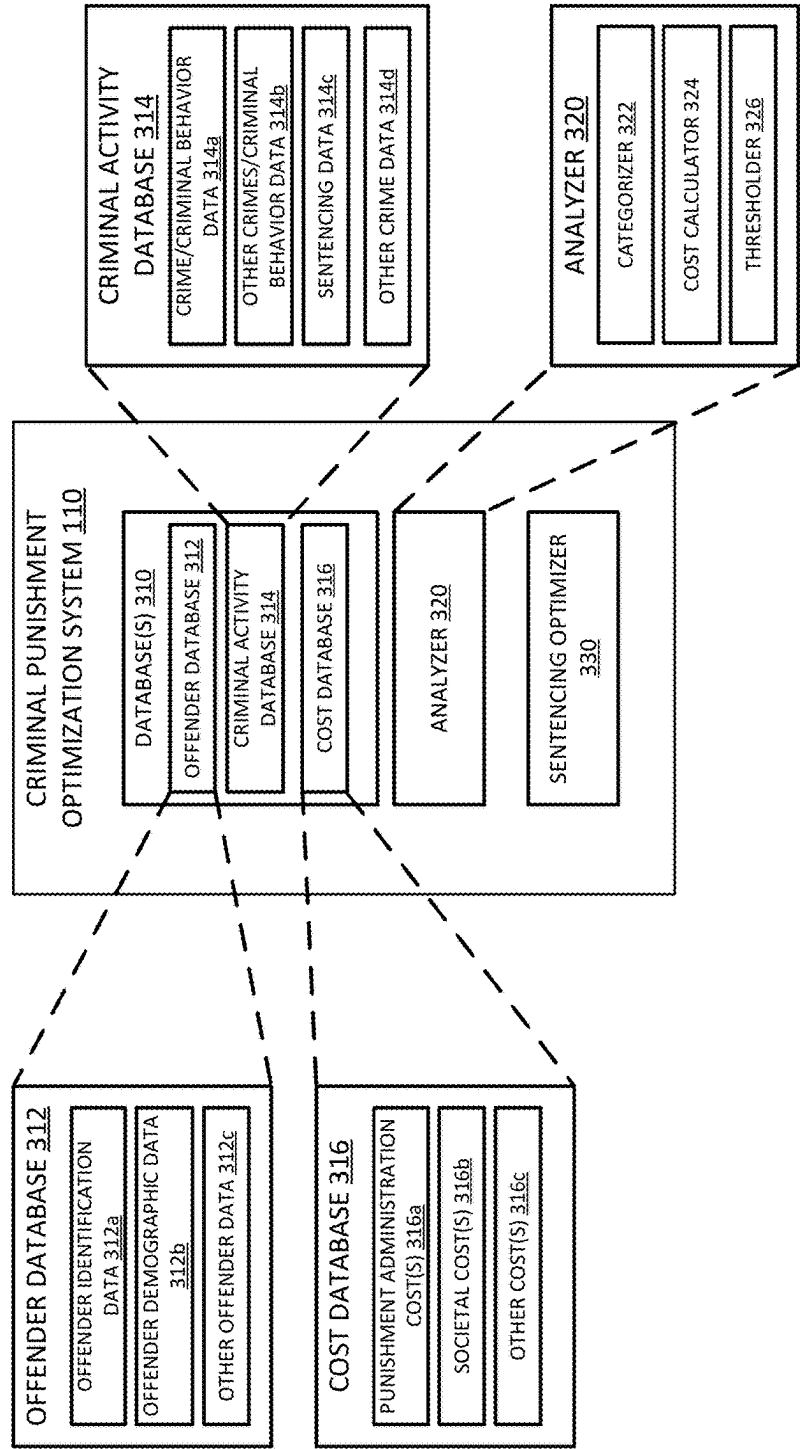 OFFENDER DATABASE 312
OFFENDER IDENTIFICATION
DATA 312a
OFFENDER DEMOGRAPHIC DATA
312b
OTHER OFFENDER DATA 312c
COST DATABASE 316
PUNISHMENT ADMINISTRATION
COST(S) 316a
SOCIETAL COST(S) 316b
OTHER COST(S) 316c
CRIMINAL PUNISHMENT
OPTIMIZATION SYSTEM 110
DATABASE(S) 310
OFFENDER DATABASE 312
CRIMINAL ACTIVITY
DATABASE 314
COST DATABASE 316
ANALYZER 320
SENTENCING OPTIMIZER
330
CRIMINAL ACTIVITY
DATABASE 314
CRIME/CRIMINAL BEHAVIOR
DATA 314a
OTHER CRIMES/CRIMINAL
BEHAVIOR DATA 314b
SENTENCING DATA 314c
OTHER CRIME DATA 314d
ANALYZER 320
CATEGORIZER 322
COST CALCULATOR 324
THRESHOLDER 326